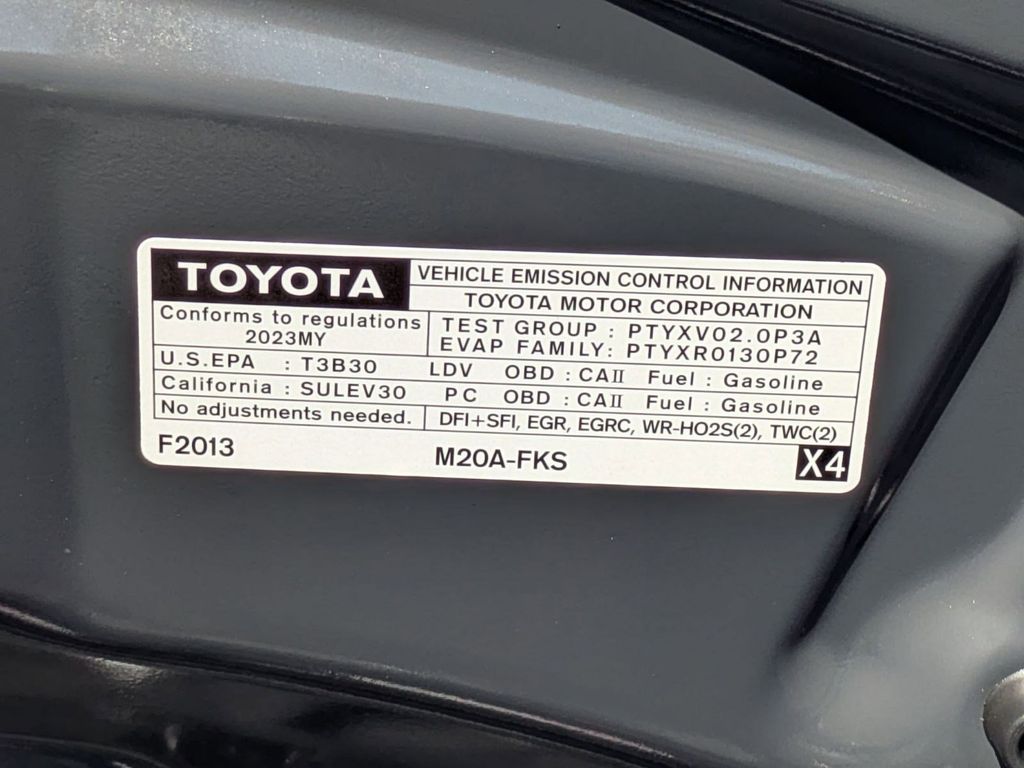 TOYOTA VEHICLE EMISSION CONTROL INFORMATION
TOYOTA MOTOR CORPORATION
Conforms to regulations
2023MY
TEST GROUP : PTYXV02.0P3A
EVAP FAMILY: PTYXR0130P72
U.S.EPA : T3B30 LDV OBD : CAII Fuel : Gasoline
California : SULEV30 PC OBD : CAII Fuel : Gasoline
No adjustments needed. DFI+SFI, EGR, EGRC, WR-HO2S(2), TWC(2)
F2013 M20A-FKS X4